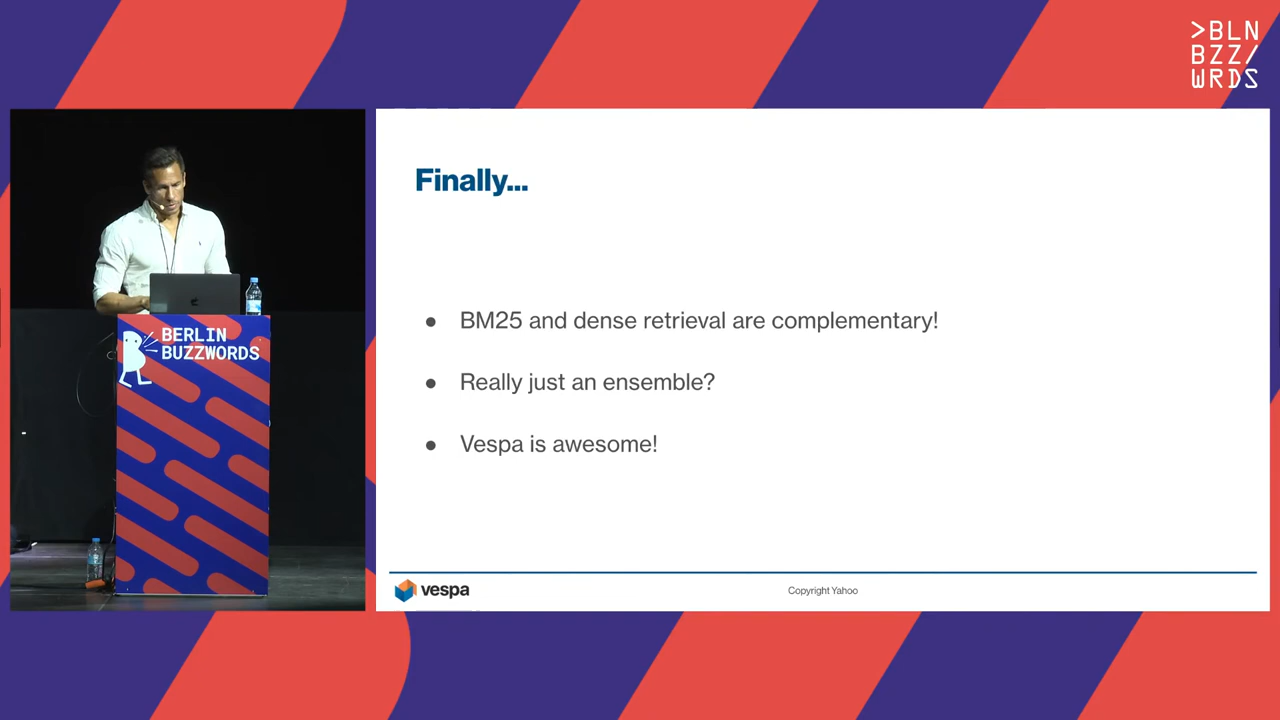 >BLN
BZZ/
WRDS
BERLIN
BUZZWORDS
Finally...
● BM25 and dense retrieval are complementary!
● Really just an ensemble?
● Vespa is awesome!
vespa
Copyright Yahoo